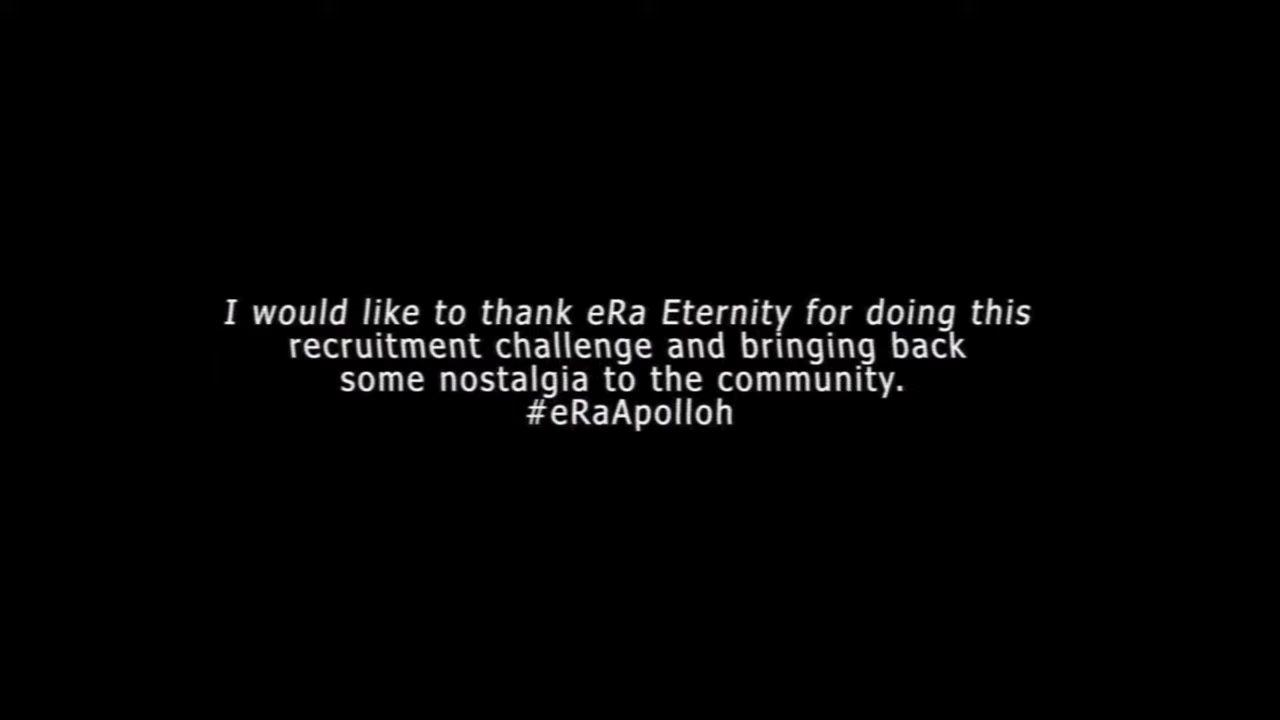 I would like to thank eRa Eternity for doing this
recruitment challenge and bringing back
some nostalgia to the community.
#eRaApolloh